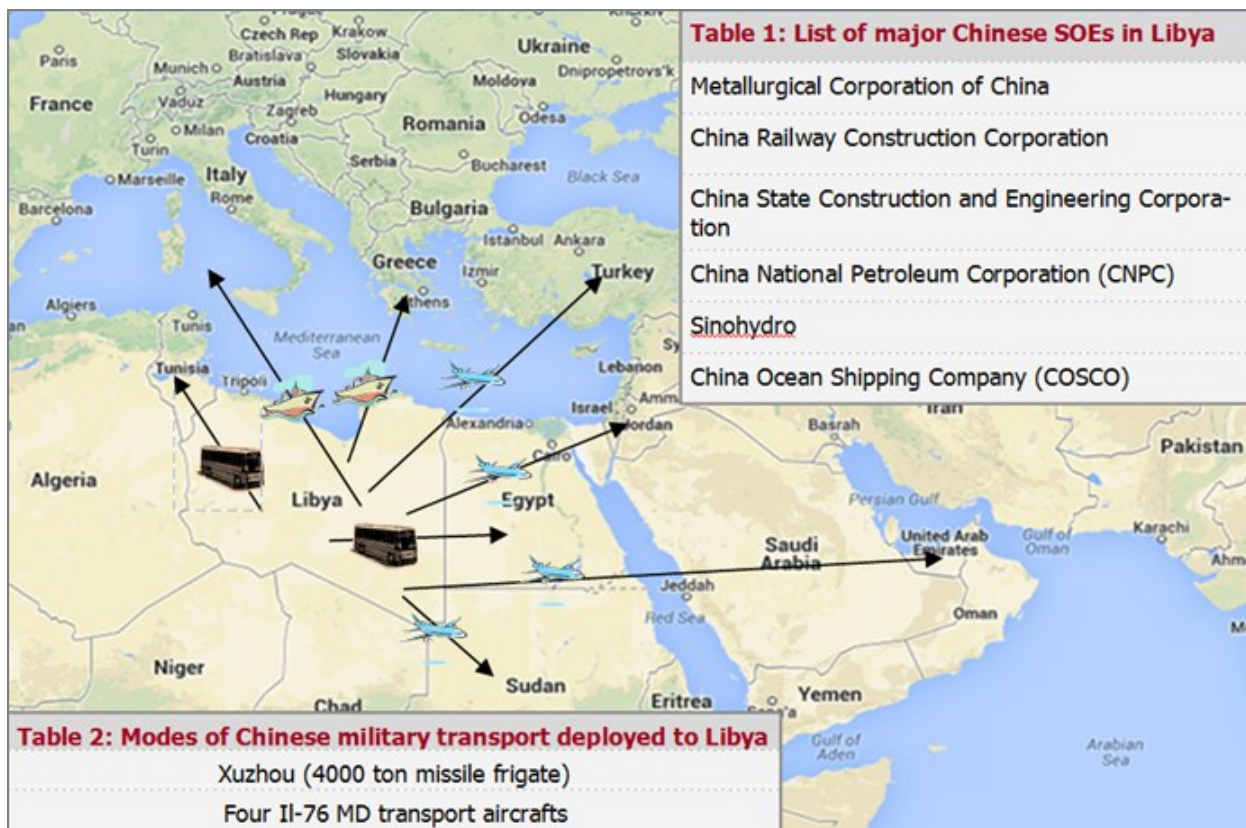 Table 1: List of major Chinese SOEs in Libya
Metallurgical Corporation of China
China Railway Construction Corporation
China State Construction and Engineering Corpora-
tion
China National Petroleum Corporation (CNPC)
Sinohydro
China Ocean Shipping Company (COSCO)
Paris
Czech Rep
Krakow
Bratislava
Slovakia
Ukraine
Dnipropetrovs'k
Munich
Austria
Moldova
France
Vaduz
Hungary
Zagreb
Milan
Croatia
Romania
Odesa
Turin
Serbia
Bucharest
Marseille
Italy
Black Sea
Rome
Barcelona
Bulgaria
Istanbul
Ankara
Greece
Izmir
Turkey
thens
Algiers
Tunis
Mediterranean
Sea
Sy
Lebanon
Tunisia
Tripoli
Israel
Amm
Iran
Alexandria
Jordan
Basrah
Cairo
Pakistan
Algeria
Libya
Egypt
Persian Gulf
Karachi
United Arab
Emirates
Gulf of
Oman
Saudi
Arabia
Ahm
Jeddah
Red Sea
Oman
M
Niger
Sudan
Chad
Eritrea
Yemen
Gulf of
Aden
Arabian
Sea
Table 2: Modes of Chinese military transport deployed to Libya
Xuzhou (4000 ton missile frigate)
Four Il-76 MD transport aircrafts